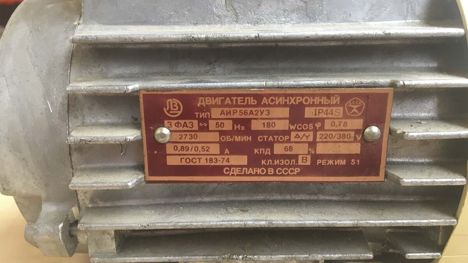 ДВИГАТЕЛЬ АСИНХРОННЫЙ
ТИП АИР56А2У3 IP44S
3 ФАЗ ~ 50 Hz 180 W COS φ 0,78
2730 ОБ/МИН СТАТОР Δ/Y 220/380 V
0,89/0,52 А КПД 68 %
ГОСТ 183-74 КЛ.ИЗОЛ B РЕЖИМ S1
СДЕЛАНО В СССР